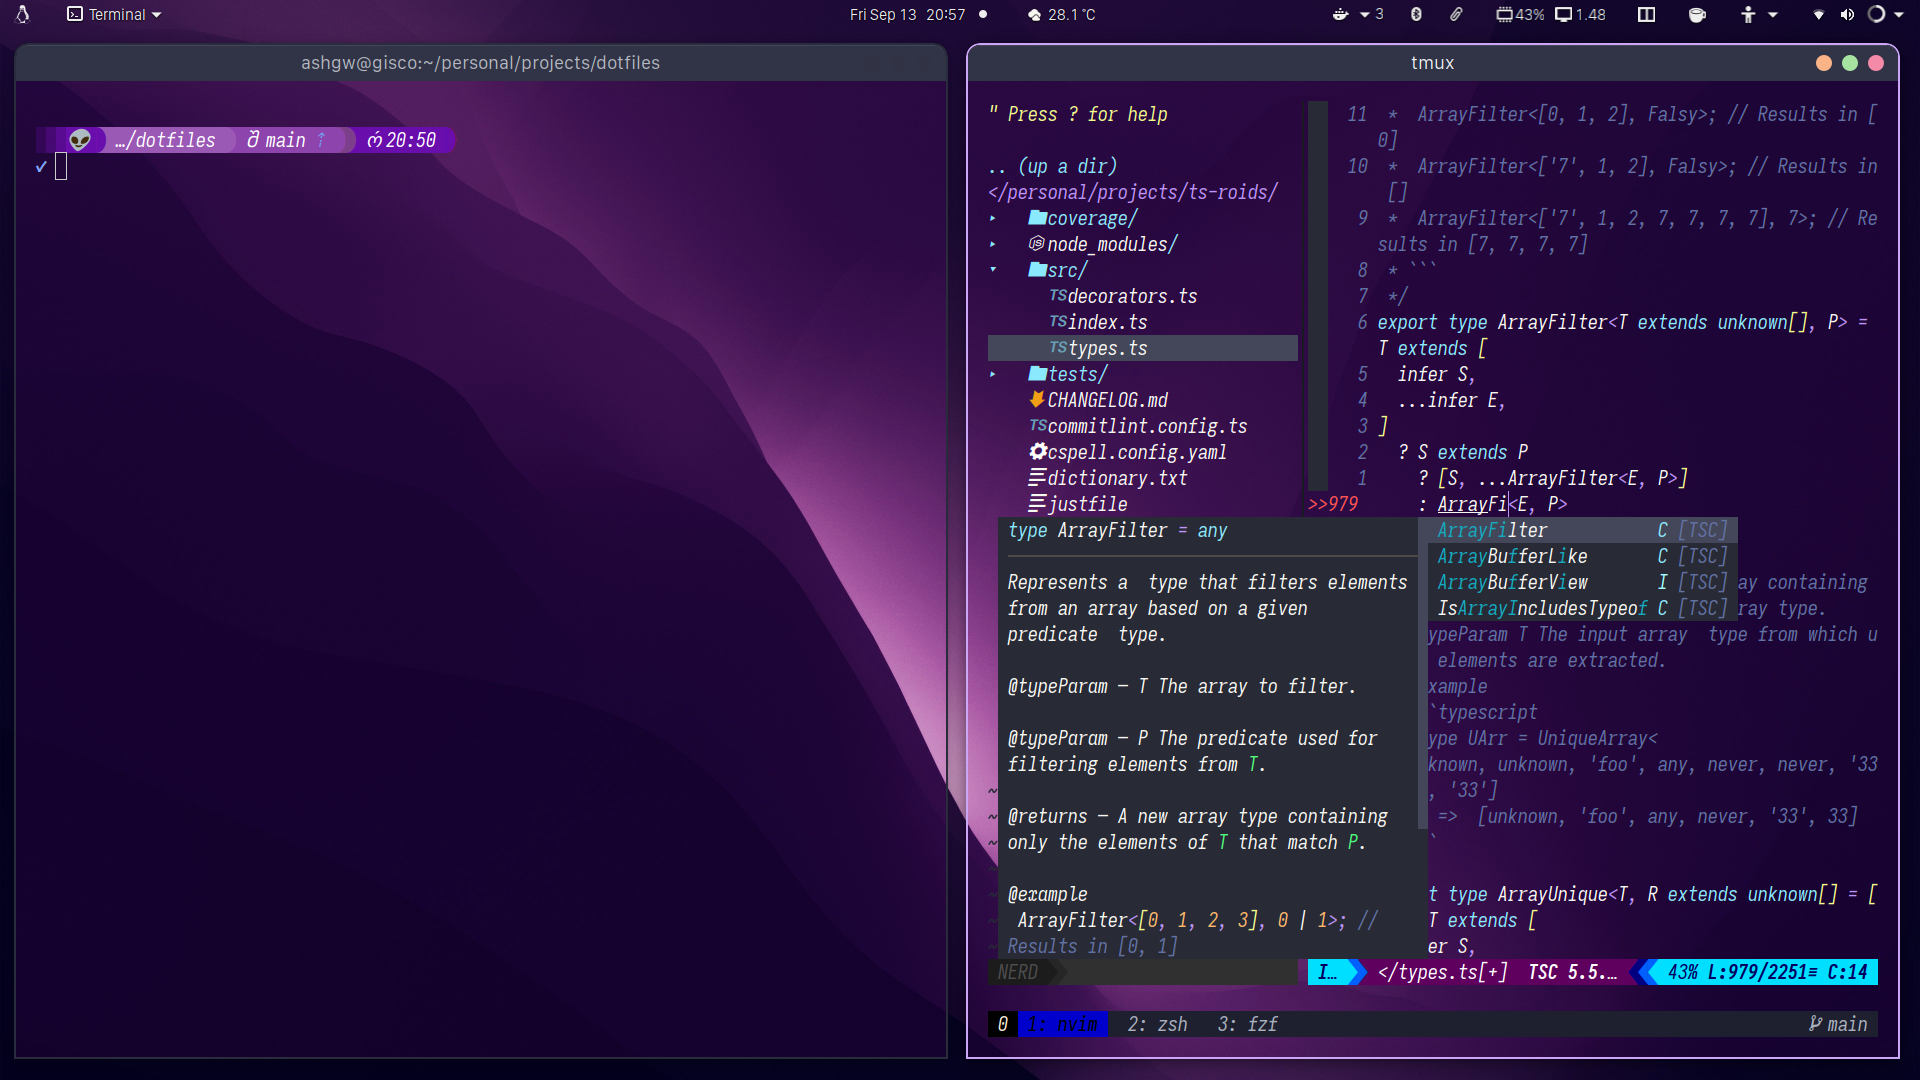 Terminal
Fri Sep 13 20:57
28.1 °C
3
43%
1.48
ashgw@gisco:~/personal/projects/dotfiles
…/dotfiles
main ↑
20:50
✓
tmux
" Press ? for help
.. (up a dir)
</personal/projects/ts-roids/
▸ coverage/
▸ node_modules/
▾ src/
TS decorators.ts
TS index.ts
TS types.ts
▸ tests/
CHANGELOG.md
TS commitlint.config.ts
cspell.config.yaml
dictionary.txt
justfile
11 *  ArrayFilter<[0, 1, 2], Falsy>; // Results in [
0]
10 *  ArrayFilter<['7', 1, 2], Falsy>; // Results in
[]
9 *  ArrayFilter<['7', 1, 2, 7, 7, 7, 7], 7>; // Re
sults in [7, 7, 7, 7]
8 * ```
7 */
6 export type ArrayFilter<T extends unknown[], P> =
T extends [
5 infer S,
4 ...infer E,
3 ]
2 ? S extends P
1 ? [S, ...ArrayFilter<E, P>]
>>979 : ArrayFi<E, P>
ArrayFilter C [TSC]
ArrayBufferLike C [TSC]
ArrayBufferView I [TSC]
IsArrayIncludesTypeof C [TSC]
type ArrayFilter = any
Represents a  type that filters elements
from an array based on a given
predicate  type.
@typeParam — T The array to filter.
@typeParam — P The predicate used for
filtering elements from T.
@returns — A new array type containing
only the elements of T that match P.
@example
ArrayFilter<[0, 1, 2, 3], 0 | 1>; //
Results in [0, 1]
ay containing
ray type.
ypeParam T The input array  type from which u
elements are extracted.
xample
`typescript
ype UArr = UniqueArray<
known, unknown, 'foo', any, never, never, '33
, '33']
=>  [unknown, 'foo', any, never, '33', 33]
`
t type ArrayUnique<T, R extends unknown[] = [
T extends [
er S,
~
~
~
NERD
I…
</types.ts[+]
TSC 5.5.…
43% L:979/2251≡ C:14
0 1: nvim 2: zsh 3: fzf
main